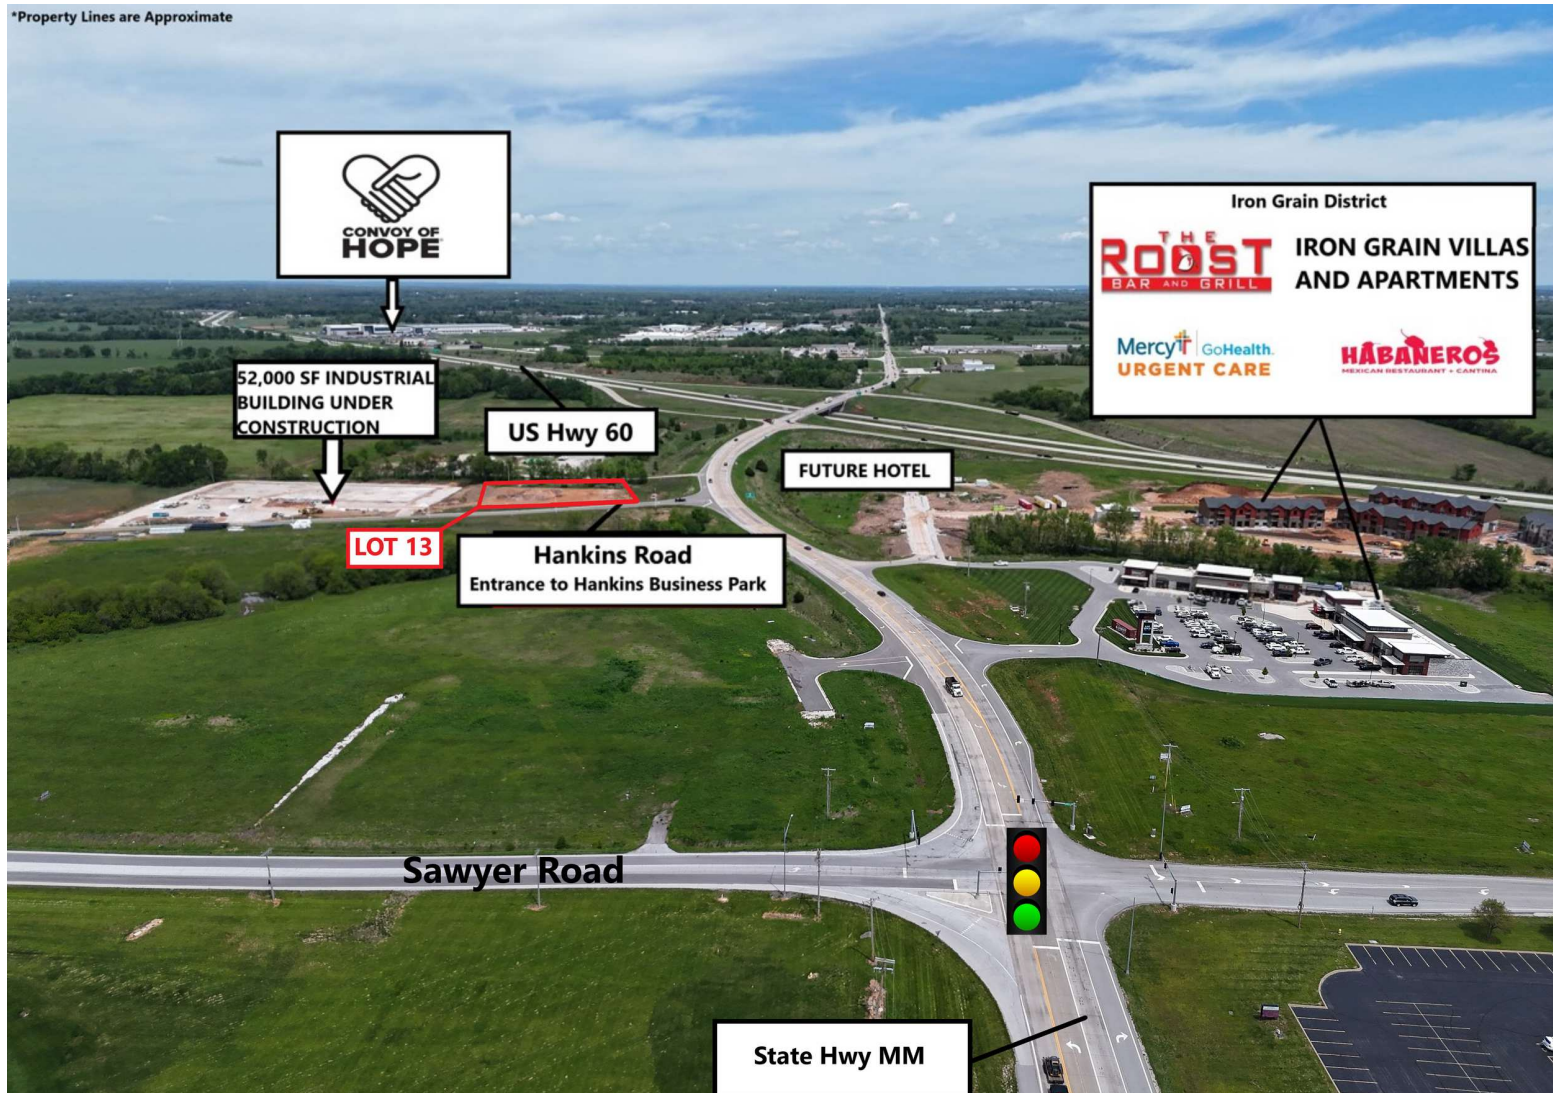 *Property Lines are Approximate
CONVOY OF
HOPE
Iron Grain District
THE
ROOST
BAR AND GRILL
IRON GRAIN VILLAS
AND APARTMENTS
Mercy GoHealth.
URGENT CARE
HABANEROS
MEXICAN RESTAURANT + CANTINA
52,000 SF INDUSTRIAL
BUILDING UNDER
CONSTRUCTION
US Hwy 60
FUTURE HOTEL
LOT 13
Hankins Road
Entrance to Hankins Business Park
Sawyer Road
State Hwy MM